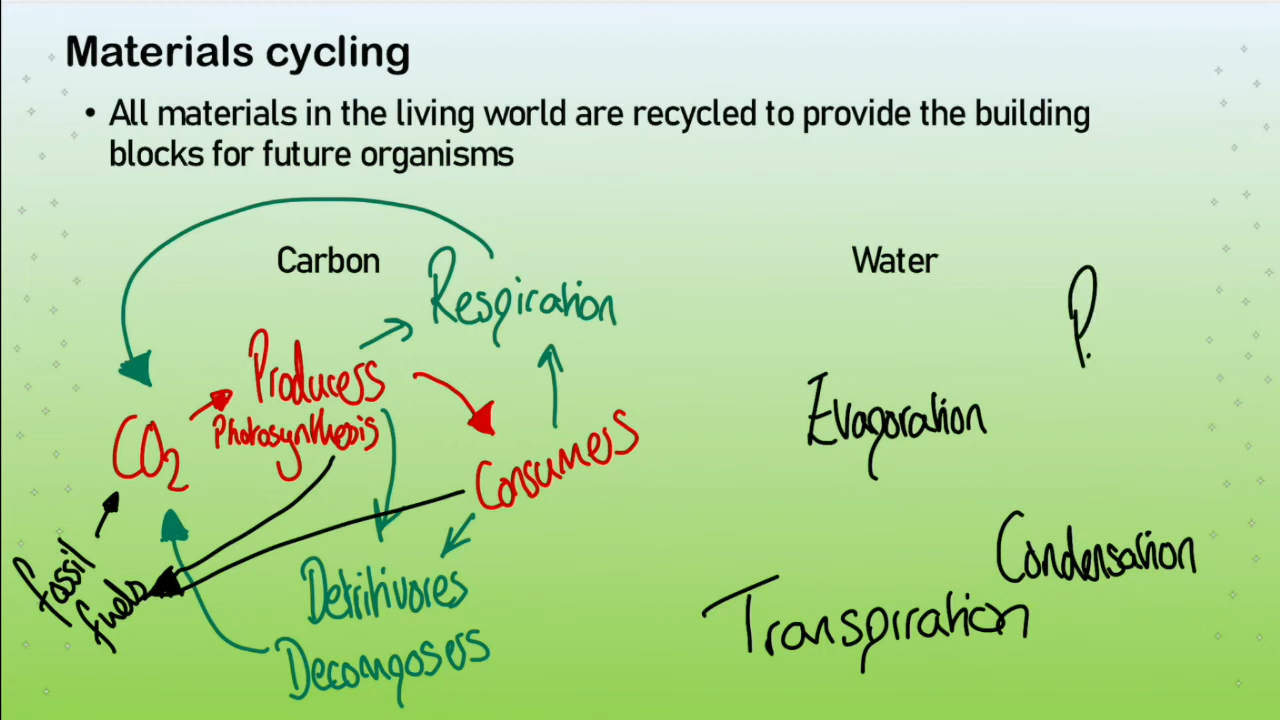 Materials cycling
• All materials in the living world are recycled to provide the building
blocks for future organisms
Carbon
Respiration
Producers
Photosynthesis
CO2
Consumers
Fossil
fuels
Detritivores
Decomposers
Water
P
Evaporation
Condensation
Transpiration